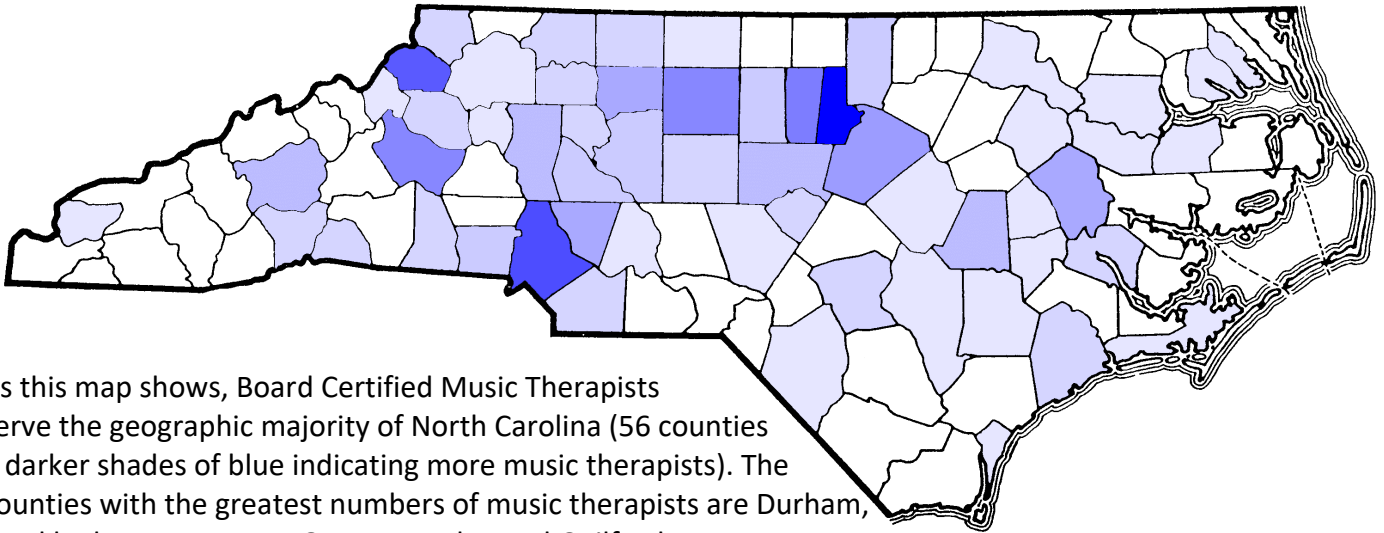 s this map shows, Board Certified Music Therapists
erve the geographic majority of North Carolina (56 counties
darker shades of blue indicating more music therapists). The
ounties with the greatest numbers of music therapists are Durham,